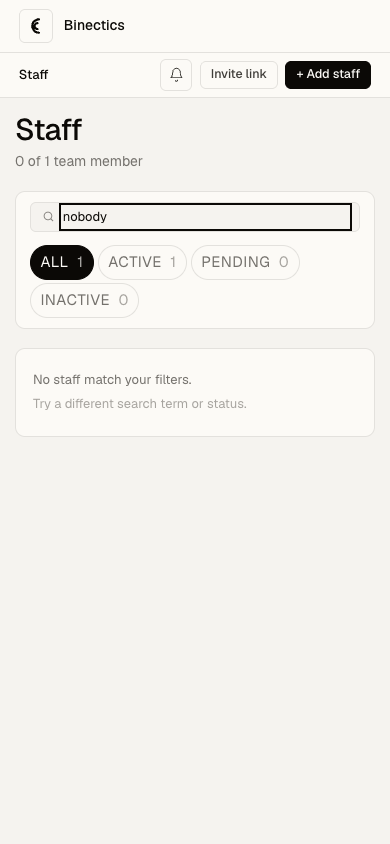 Binectics
Staff
Invite link
+ Add staff
Staff
0 of 1 team member
nobody
ALL 1
ACTIVE 1
PENDING 0
INACTIVE 0
No staff match your filters.
Try a different search term or status.